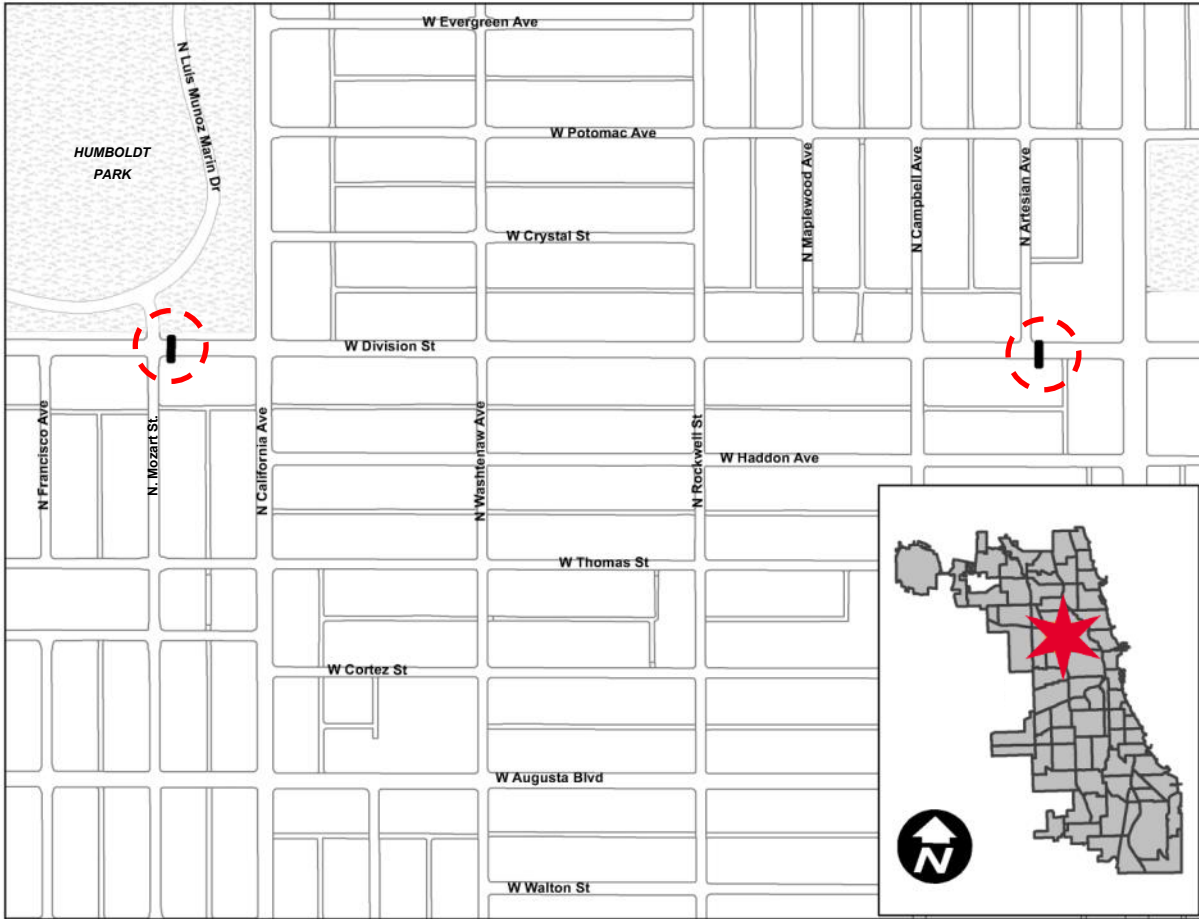 W Evergreen Ave
N Luis Munoz Marin Dr
HUMBOLDT
PARK
W Potomac Ave
N Maplewood Ave
N Campbell Ave
N Artesian Ave
W Crystal St
W Division St
N Francisco Ave
N. Mozart St.
N California Ave
N Washtenaw Ave
N Rockwell St
W Haddon Ave
W Thomas St
W Cortez St
W Augusta Blvd
W Walton St
N